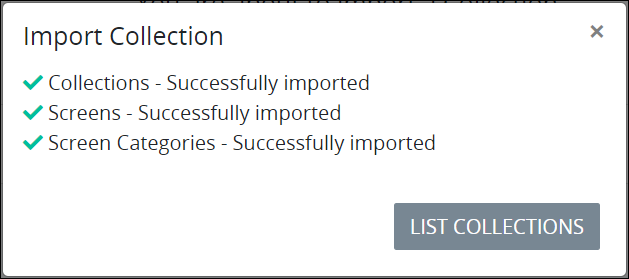 Import Collection
×
Collections - Successfully imported
Screens - Successfully imported
Screen Categories - Successfully imported
LIST COLLECTIONS